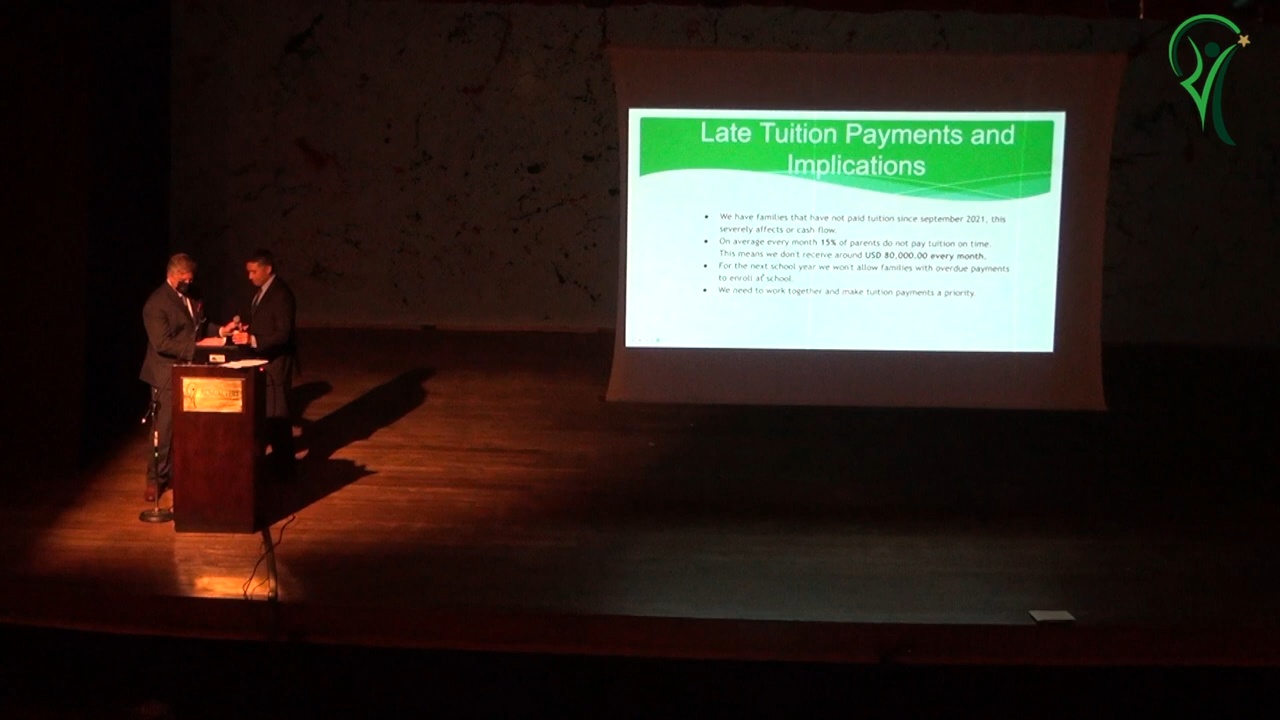 Late Tuition Payments and
Implications
• We have families that have not paid tuition since september 2021, this
severely affects or cash flow.
• On average every month 15% of parents do not pay tuition on time.
This means we don't receive around USD 80,000.00 every month.
• For the next school year we won't allow families with overdue payments
to enroll at school.
• We need to work together and make tuition payments a priority.